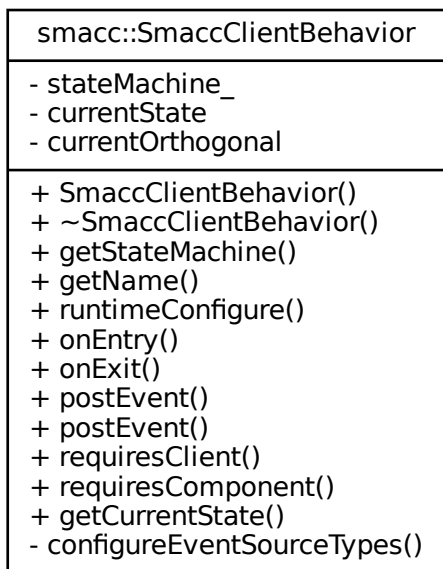 smacc::SmaccClientBehavior
- stateMachine_
- currentState
- currentOrthogonal
+ SmaccClientBehavior()
+ ~SmaccClientBehavior()
+ getStateMachine()
+ getName()
+ runtimeConfigure()
+ onEntry()
+ onExit()
+ postEvent()
+ postEvent()
+ requiresClient()
+ requiresComponent()
+ getCurrentState()
- configureEventSourceTypes()